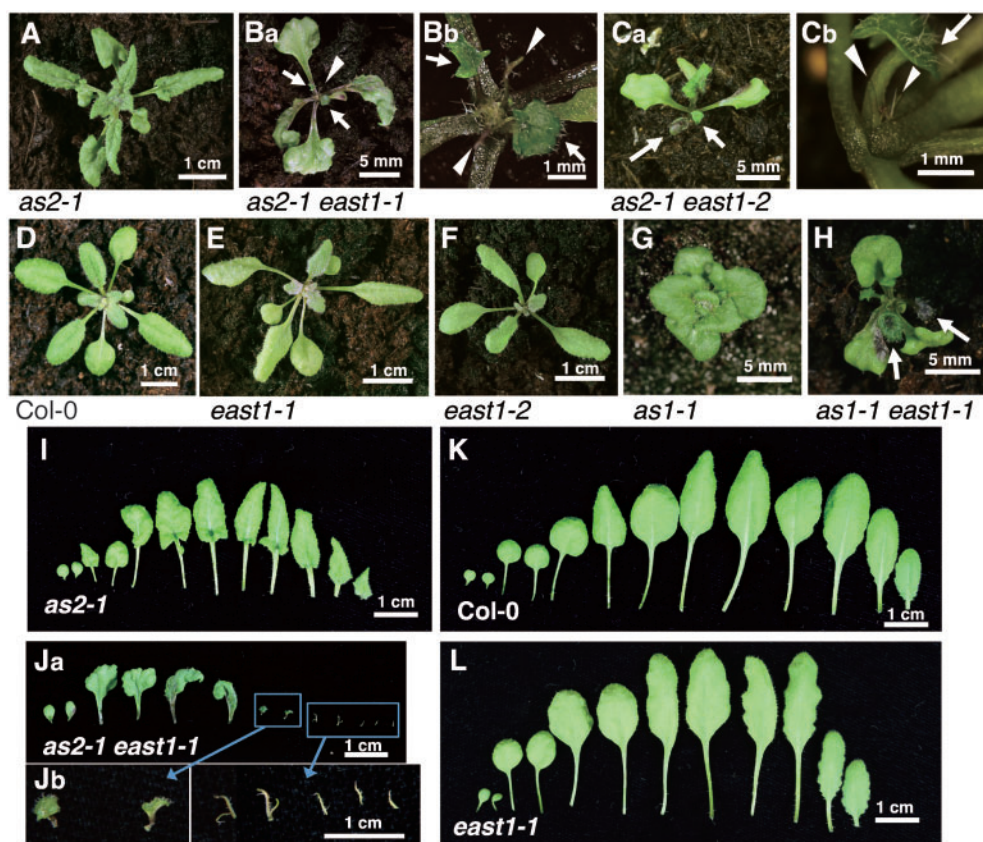 A Ba Bb Ca Cb
1 cm 5 mm 1 mm 5 mm 1 mm
as2-1 as2-1 east1-1 as2-1 east1-2
D E F G H
1 cm 1 cm 1 cm 5 mm 5 mm
Col-0 east1-1 east1-2 as1-1 as1-1 east1-1
I K
as2-1 1 cm Col-0 1 cm
Ja L
as2-1 east1-1 1 cm
Jb
1 cm east1-1 1 cm